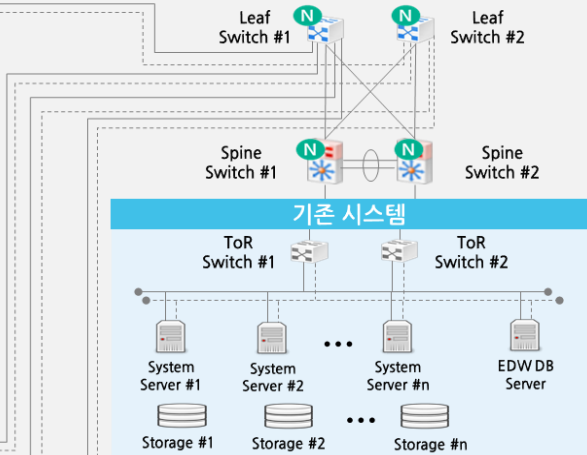 N
N
Leaf
Switch #1
Leaf
Switch #2
N
N
Spine
Switch #1
Spine
Switch #2
기존 시스템
ToR
Switch #1
ToR
Switch #2
System
Server #1
System
Server #2
System
Server #n
EDW DB
Server
Storage #1
Storage #2
Storage #n